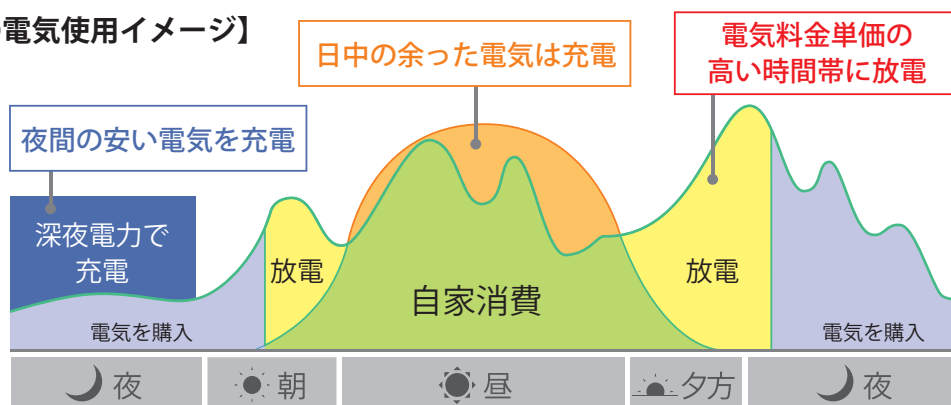 電気使用イメージ】
日中の余った電気は充電
電気料金単価の
高い時間帯に放電
夜間の安い電気を充電
深夜電力で
充電
放電
自家消費
放電
電気を購入
電気を購入
夜
朝
昼
夕方
夜